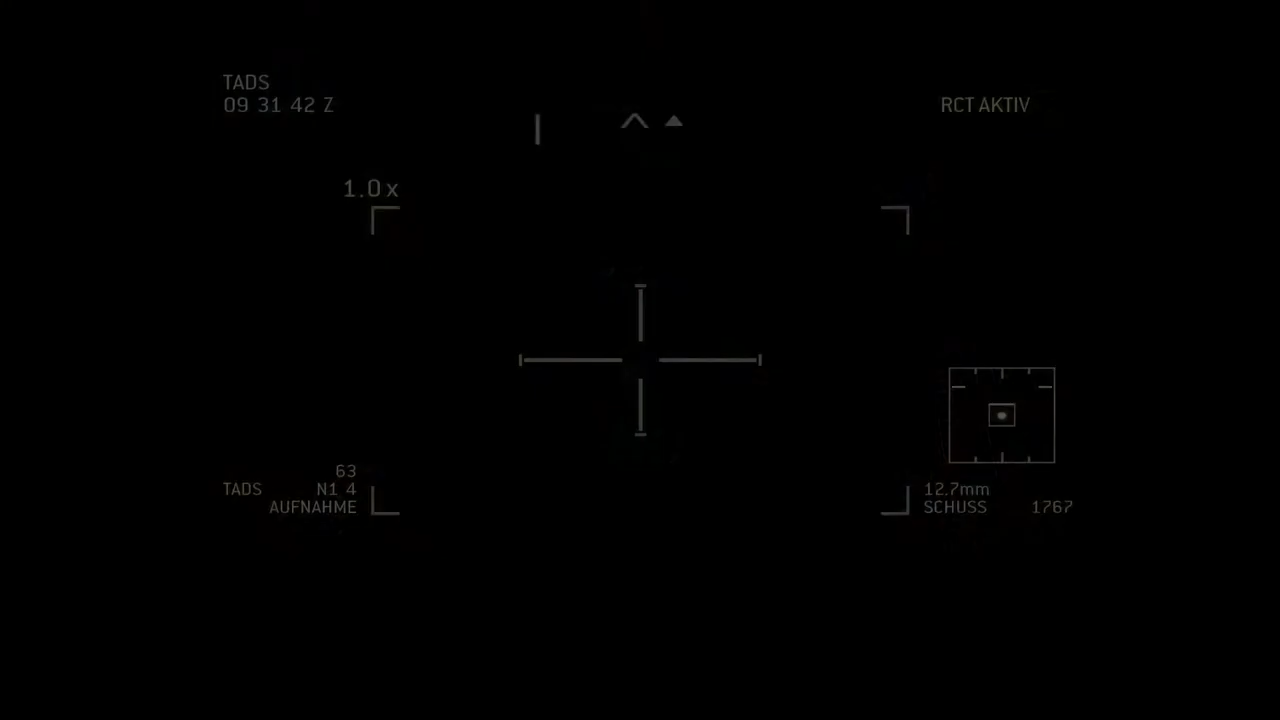 TADS
09 31 42 Z
RCT AKTIV
1.0 x
63
TADS N1 4
AUFNAHME
12.7mm
SCHUSS 1767